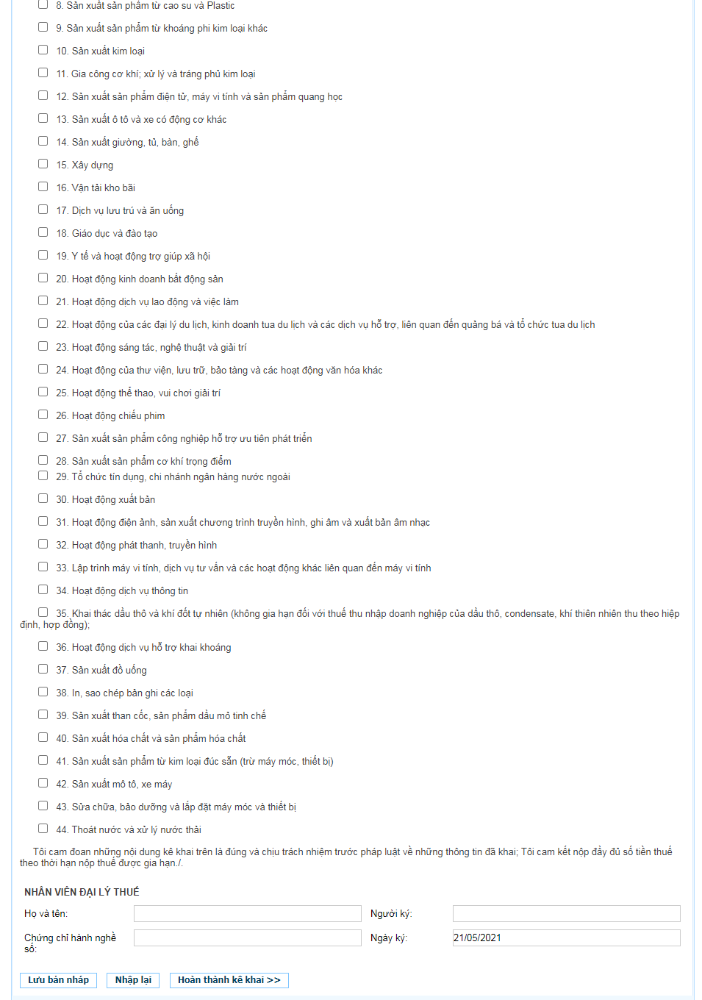 8. Sản xuất sản phẩm từ cao su và Plastic
9. Sản xuất sản phẩm từ khoáng phi kim loại khác
10. Sản xuất kim loại
11. Gia công cơ khí; xử lý và tráng phủ kim loại
12. Sản xuất sản phẩm điện tử, máy vi tính và sản phẩm quang học
13. Sản xuất ô tô và xe có động cơ khác
14. Sản xuất giường, tủ, bàn, ghế
15. Xây dựng
16. Vận tải kho bãi
17. Dịch vụ lưu trú và ăn uống
18. Giáo dục và đào tạo
19. Y tế và hoạt động trợ giúp xã hội
20. Hoạt động kinh doanh bất động sản
21. Hoạt động dịch vụ lao động và việc làm
22. Hoạt động của các đại lý du lịch, kinh doanh tua du lịch và các dịch vụ hỗ trợ, liên quan đến quảng bá và tổ chức tua du lịch
23. Hoạt động sáng tác, nghệ thuật và giải trí
24. Hoạt động của thư viện, lưu trữ, bảo tàng và các hoạt động văn hóa khác
25. Hoạt động thể thao, vui chơi giải trí
26. Hoạt động chiếu phim
27. Sản xuất sản phẩm công nghiệp hỗ trợ ưu tiên phát triển
28. Sản xuất sản phẩm cơ khí trọng điểm
29. Tổ chức tín dụng, chi nhánh ngân hàng nước ngoài
30. Hoạt động xuất bản
31. Hoạt động điện ảnh, sản xuất chương trình truyền hình, ghi âm và xuất bản âm nhạc
32. Hoạt động phát thanh, truyền hình
33. Lập trình máy vi tính, dịch vụ tư vấn và các hoạt động khác liên quan đến máy vi tính
34. Hoạt động dịch vụ thông tin
35. Khai thác dầu thô và khí đốt tự nhiên (không gia hạn đối với thuế thu nhập doanh nghiệp của dầu thô, condensate, khí thiên nhiên thu theo hiệp
định, hợp đồng);
36. Hoạt động dịch vụ hỗ trợ khai khoáng
37. Sản xuất đồ uống
38. In, sao chép bản ghi các loại
39. Sản xuất than cốc, sản phẩm dầu mỏ tinh chế
40. Sản xuất hóa chất và sản phẩm hóa chất
41. Sản xuất sản phẩm từ kim loại đúc sẵn (trừ máy móc, thiết bị)
42. Sản xuất mô tô, xe máy
43. Sửa chữa, bảo dưỡng và lắp đặt máy móc và thiết bị
44. Thoát nước và xử lý nước thải
Tôi cam đoan những nội dung kê khai trên là đúng và chịu trách nhiệm trước pháp luật về những thông tin đã khai; Tôi cam kết nộp đầy đủ số tiền thuế
theo thời hạn nộp thuế được gia hạn./.
NHÂN VIÊN ĐẠI LÝ THUẾ
Họ và tên: Người ký:
Chứng chỉ hành nghề Ngày ký: 21/05/2021
số:
Lưu bản nháp Nhập lại Hoàn thành kê khai >>